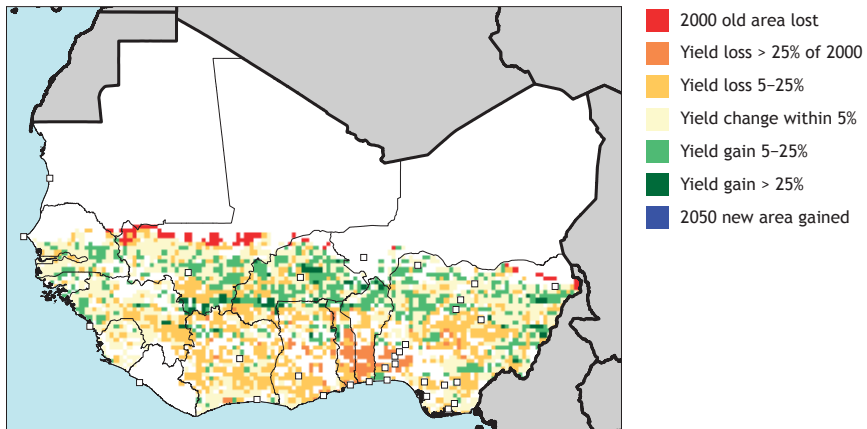 2000 old area lost
Yield loss > 25% of 2000
Yield loss 5–25%
Yield change within 5%
Yield gain 5–25%
Yield gain > 25%
2050 new area gained